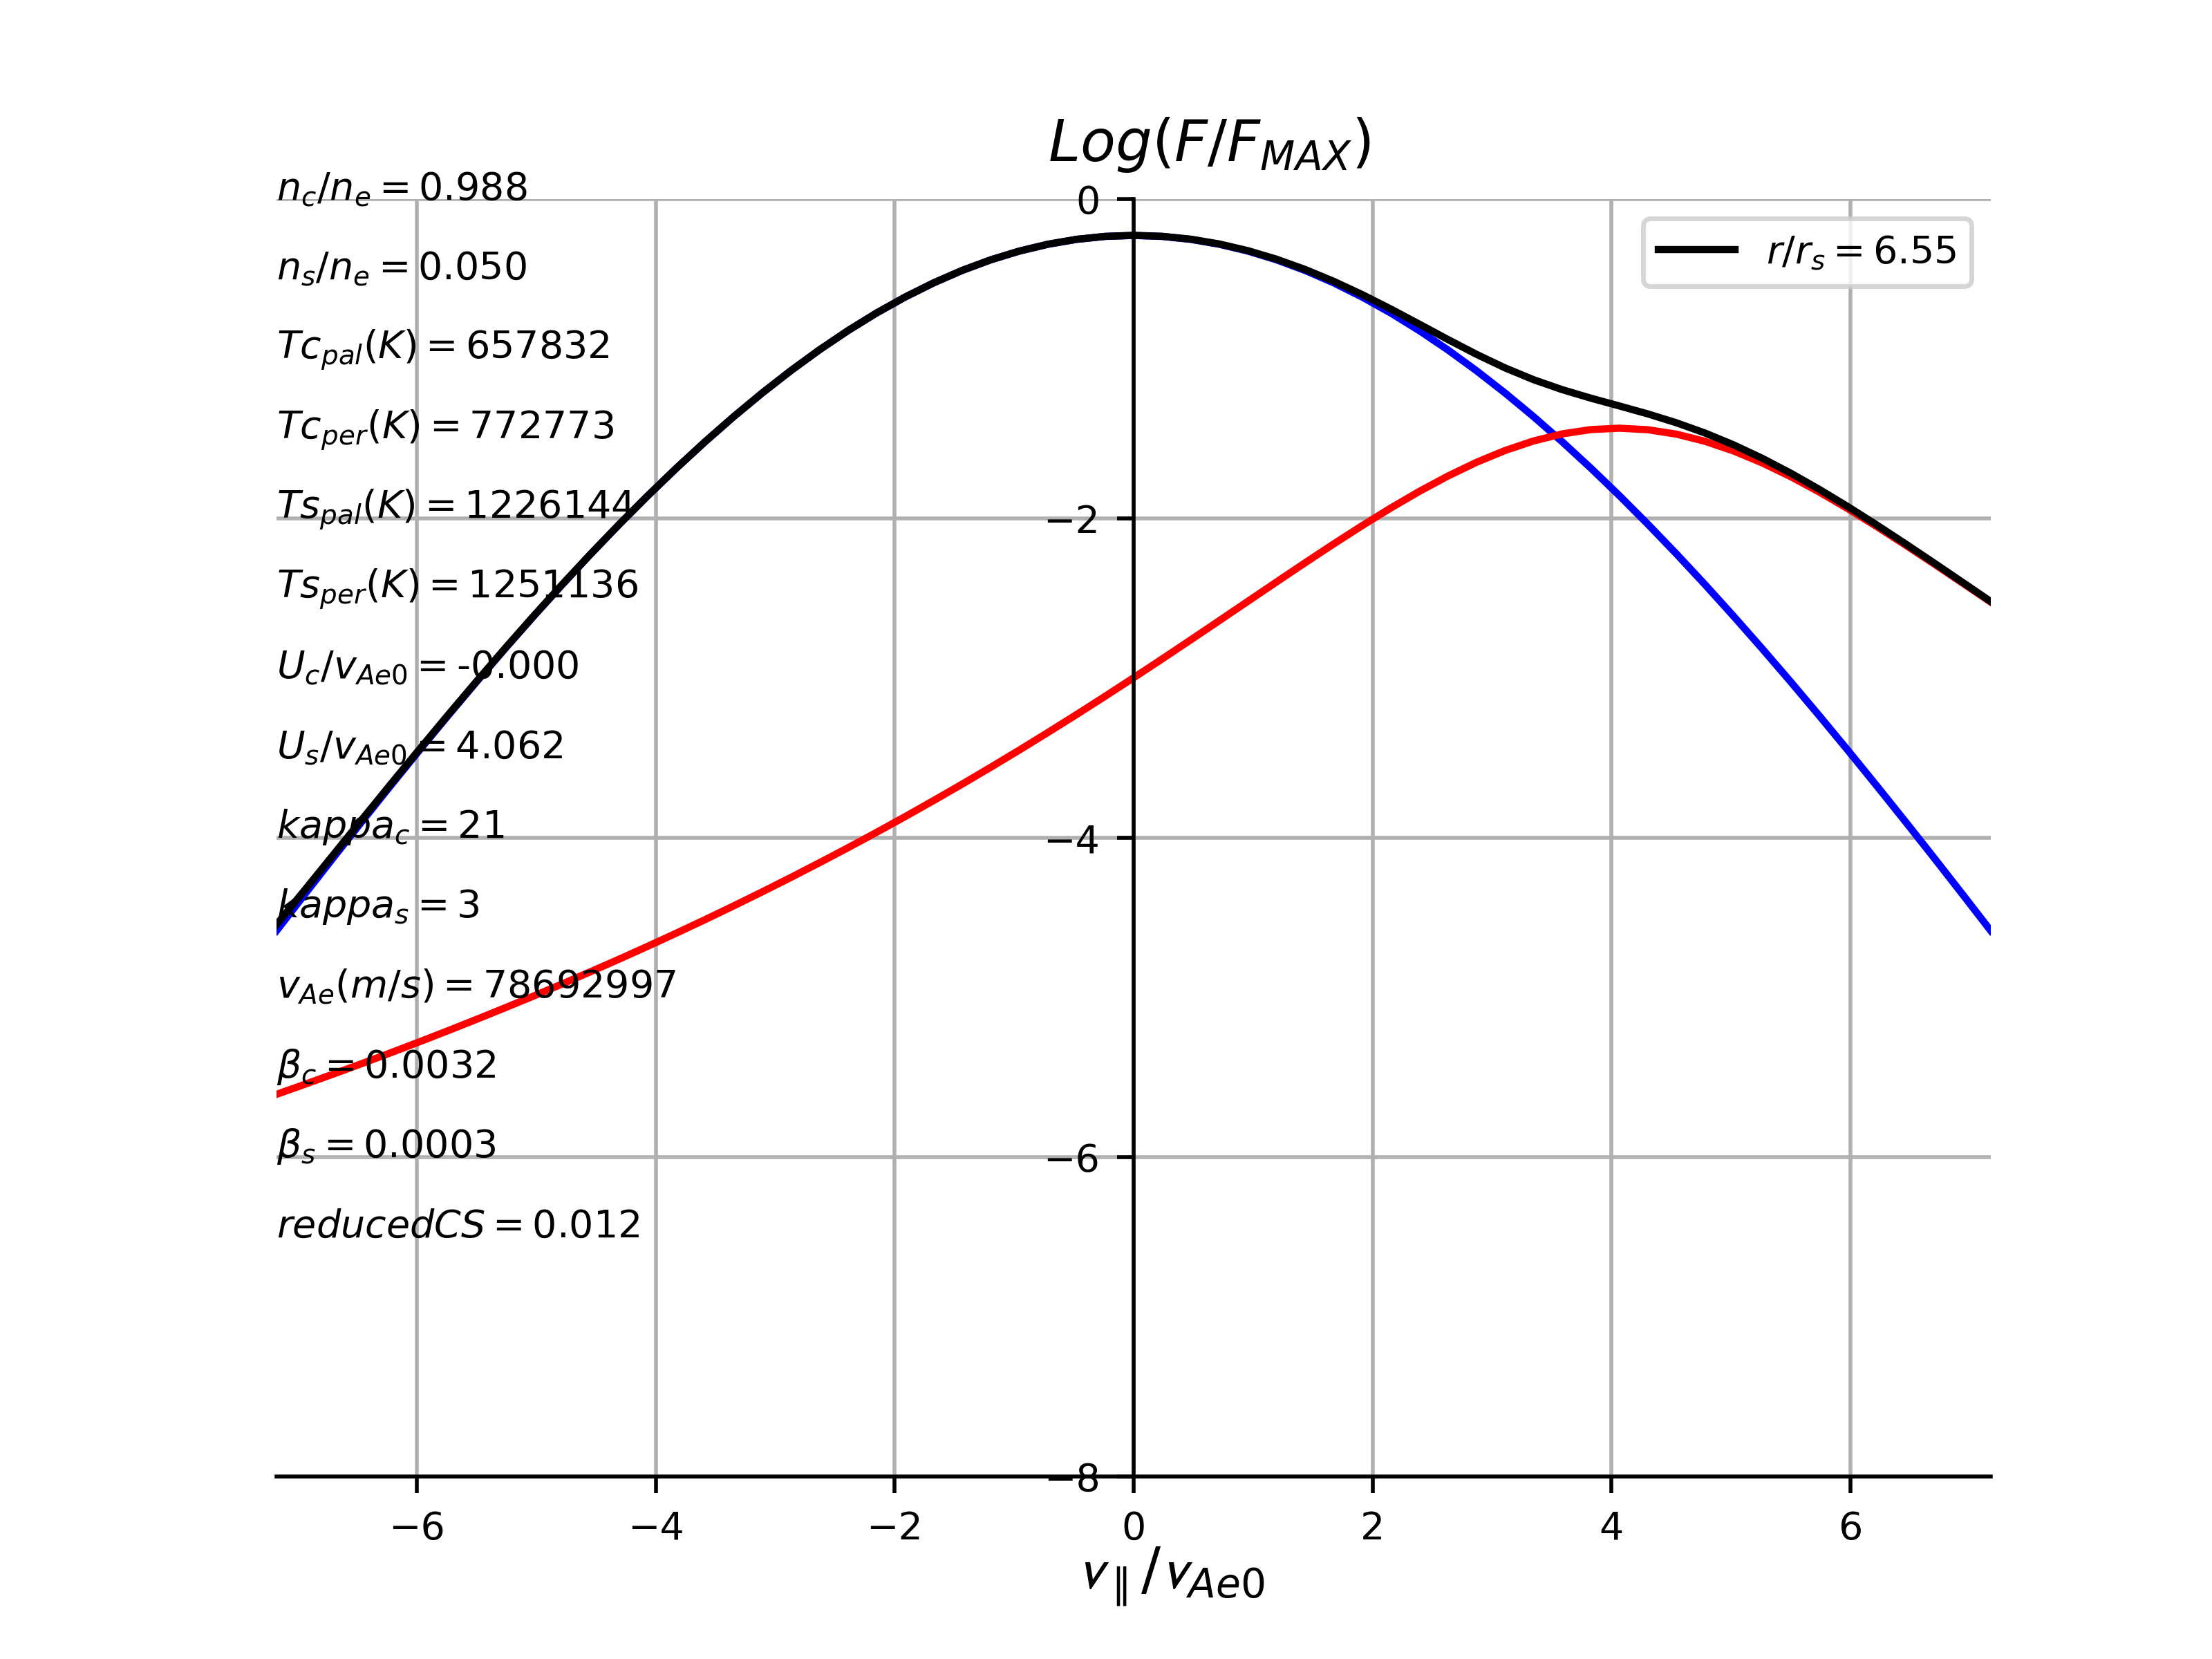 Log(F/F_MAX)
n_c/n_e = 0.988
0
r/r_s = 6.55
n_s/n_e = 0.050
Tc_pal(K) = 657832
Tc_per(K) = 772773
Ts_pal(K) = 1226144
−2
Ts_per(K) = 1251136
U_c/v_Ae0 = -0.000
U_s/v_Ae0 = 4.062
kappa_c = 21
−4
kappa_s = 3
v_Ae(m/s) = 78692997
β_c = 0.0032
β_s = 0.0003
−6
reducedCS = 0.012
−8
−6 −4 −2 0 2 4 6
v_∥/v_Ae0